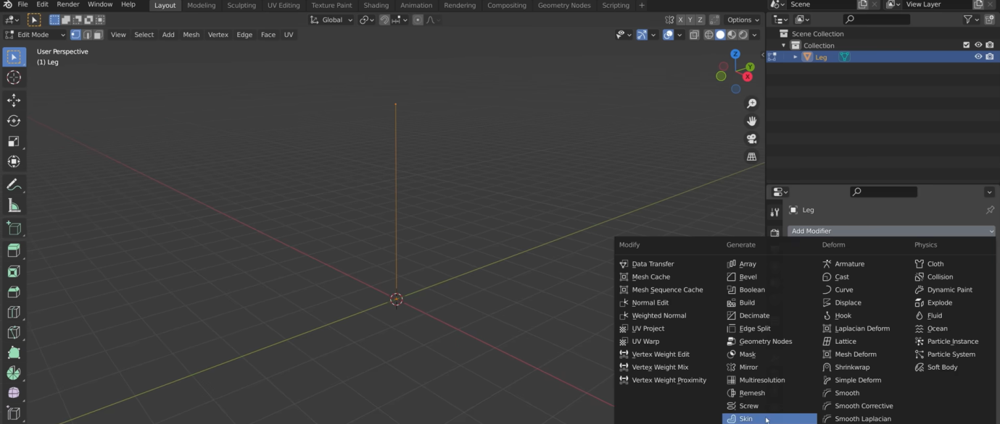 File Edit Render Window Help Layout Modeling Sculpting UV Editing Texture Paint Shading Animation Rendering Compositing Geometry Nodes Scripting + Scene View Layer
Global X Y Z Options
Edit Mode View Select Add Mesh Vertex Edge Face UV
User Perspective
(1) Leg
Z
Y
X
Scene Collection
Collection
Leg
Leg
Add Modifier
Modify Generate Deform Physics
Data Transfer Array Armature Cloth
Mesh Cache Bevel Cast Collision
Mesh Sequence Cache Boolean Curve Dynamic Paint
Normal Edit Build Displace Explode
Weighted Normal Decimate Hook Fluid
UV Project Edge Split Laplacian Deform Ocean
UV Warp Geometry Nodes Lattice Particle Instance
Vertex Weight Edit Mask Mesh Deform Particle System
Vertex Weight Mix Mirror Shrinkwrap Soft Body
Vertex Weight Proximity Multiresolution Simple Deform
Remesh Smooth
Screw Smooth Corrective
Skin Smooth Laplacian